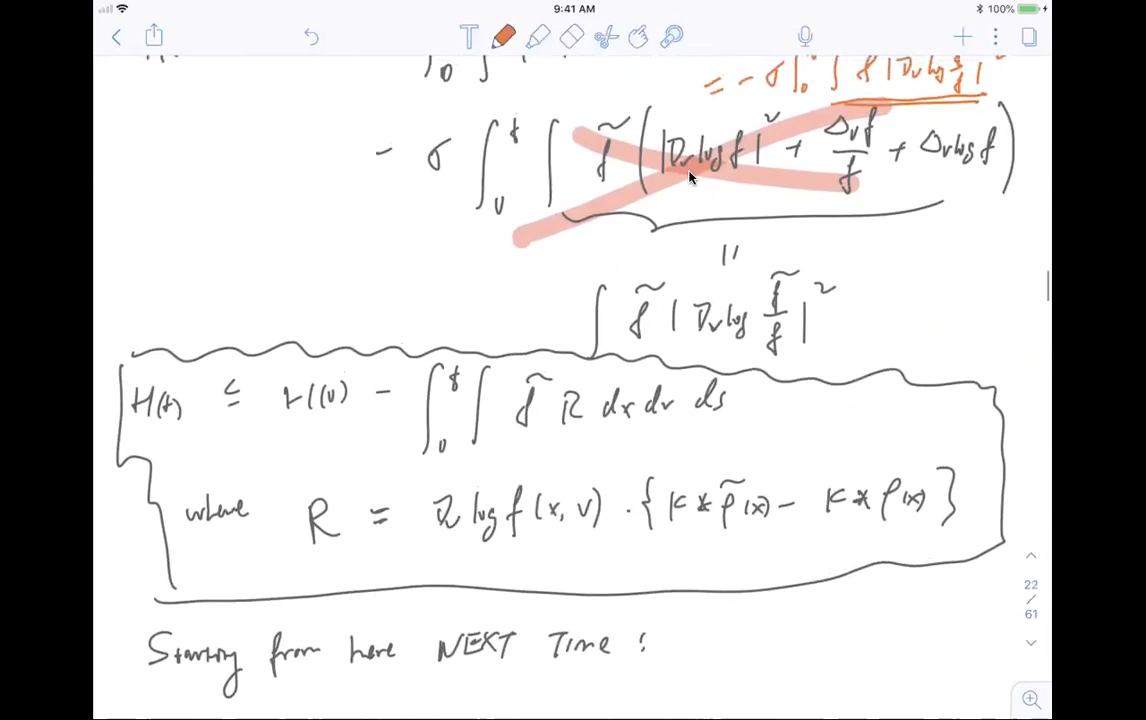 9:41 AM
100%
= - σ ∫₀ ∫ f̃ |∇ᵥ log f̃/f|²
- σ ∫₀ᵗ ∫ f̃ ( |∇ᵥ log f|² + Δᵥf/f + Δᵥ log f )
||
∫ f̃ | ∇ᵥ log f̃/f |²
H(t) ≤ H(0) - ∫₀ᵗ ∫ f̃ R dx dv ds
where R = ∇ᵥ log f(x, v) · { K * ρ̃(x) - K * ρ(x) }
22
/
61
Starting from here NEXT Time !